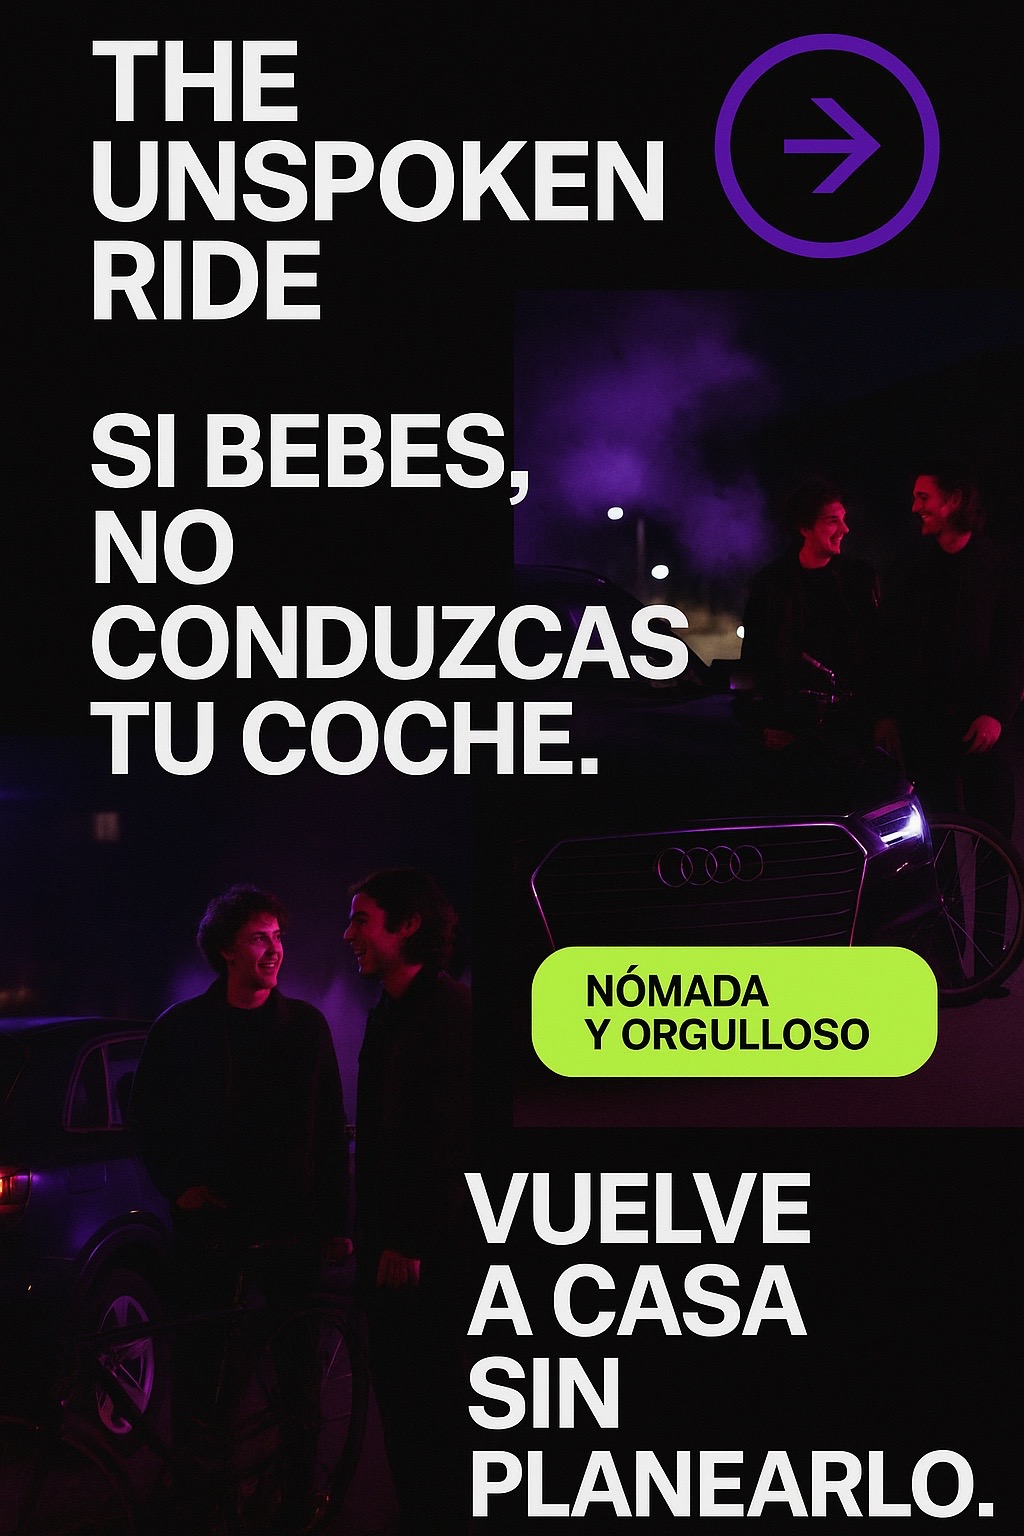 THE
UNSPOKEN
RIDE
SI BEBES,
NO
CONDUZCAS
TU COCHE.
NÓMADA
Y ORGULLOSO
VUELVE
A CASA
SIN
PLANEARLO.